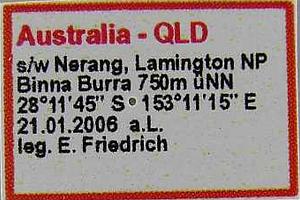 Australia - QLD
s/w Nerang, Lamington NP
Binna Burra 750m üNN
28°11'45" S 153°11'15" E
21.01.2006 a.L.
leg. E. Friedrich